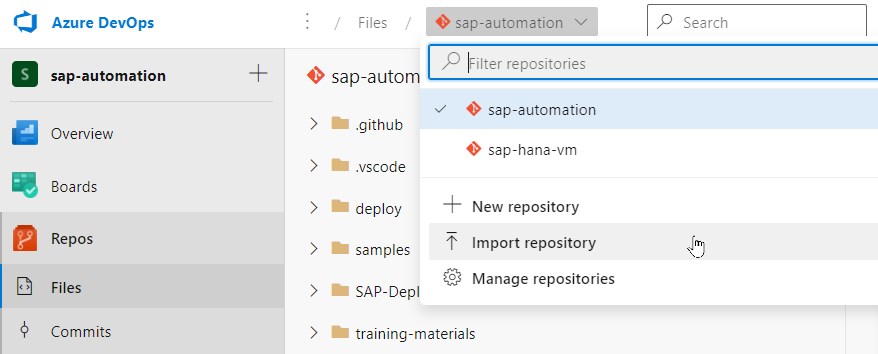 Azure DevOps
/ Files / sap-automation
Search
S sap-automation
Overview
Boards
Repos
Files
Commits
sap-autom
.github
.vscode
deploy
samples
SAP-Depl
training-materials
Filter repositories
sap-automation
sap-hana-vm
New repository
Import repository
Manage repositories